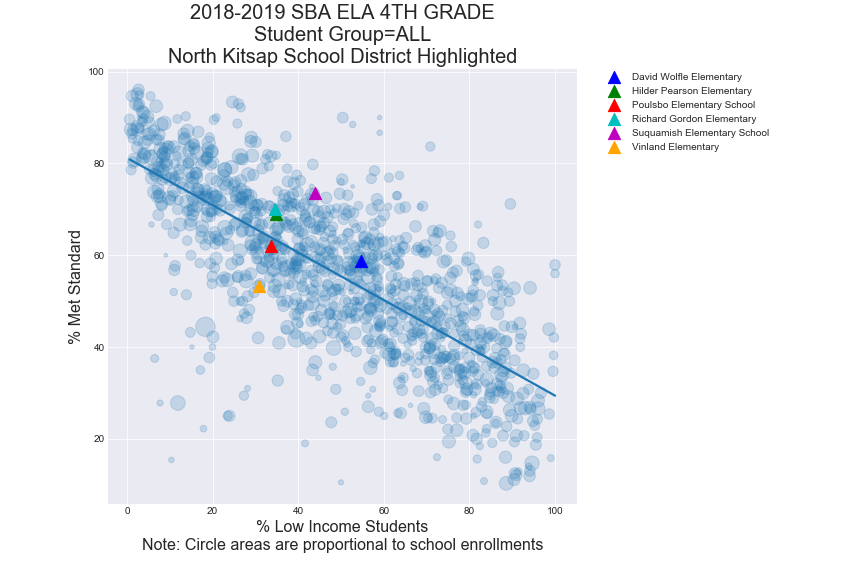 2018-2019 SBA ELA 4TH GRADE
Student Group=ALL
North Kitsap School District Highlighted
David Wolfle Elementary
Hilder Pearson Elementary
Poulsbo Elementary School
Richard Gordon Elementary
Suquamish Elementary School
Vinland Elementary
% Met Standard
100
80
60
40
20
0 20 40 60 80 100
% Low Income Students
Note: Circle areas are proportional to school enrollments